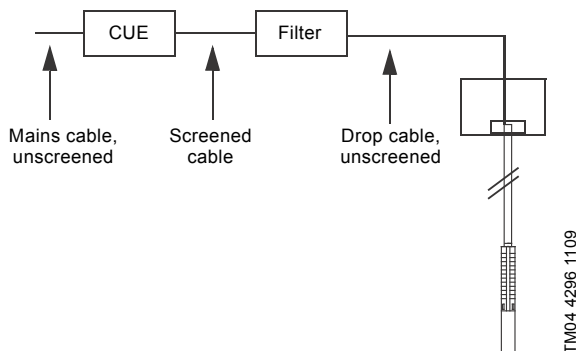 CUE
Filter
Mains cable,
unscreened
Screened
cable
Drop cable,
unscreened
TM04 4296 1109